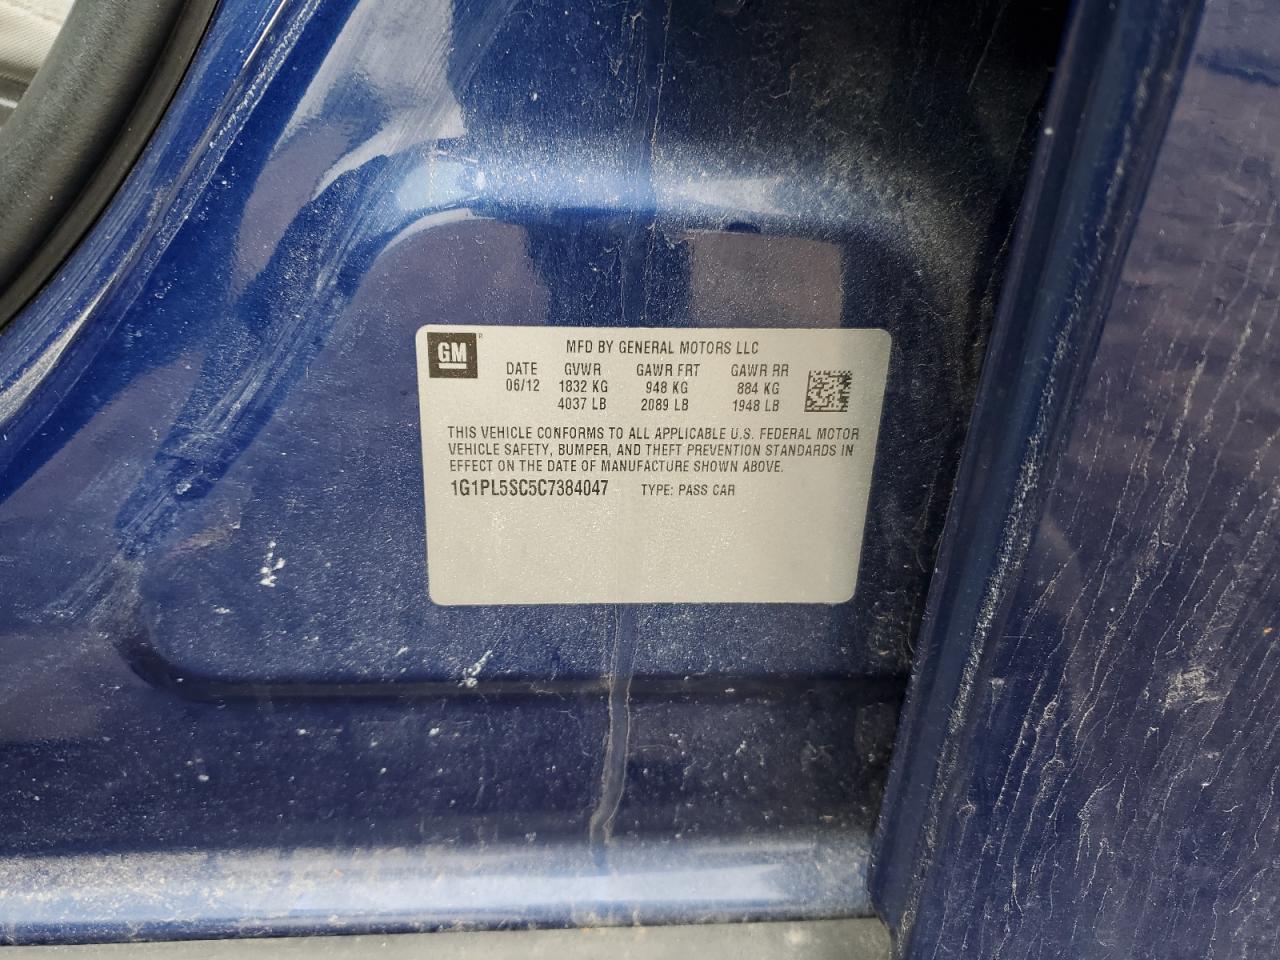 GM ®
MFD BY GENERAL MOTORS LLC
DATE GVWR GAWR FRT GAWR RR
06/12 1832 KG 948 KG 884 KG
4037 LB 2089 LB 1948 LB
THIS VEHICLE CONFORMS TO ALL APPLICABLE U.S. FEDERAL MOTOR
VEHICLE SAFETY, BUMPER, AND THEFT PREVENTION STANDARDS IN
EFFECT ON THE DATE OF MANUFACTURE SHOWN ABOVE.
1G1PL5SC5C7384047 TYPE: PASS CAR